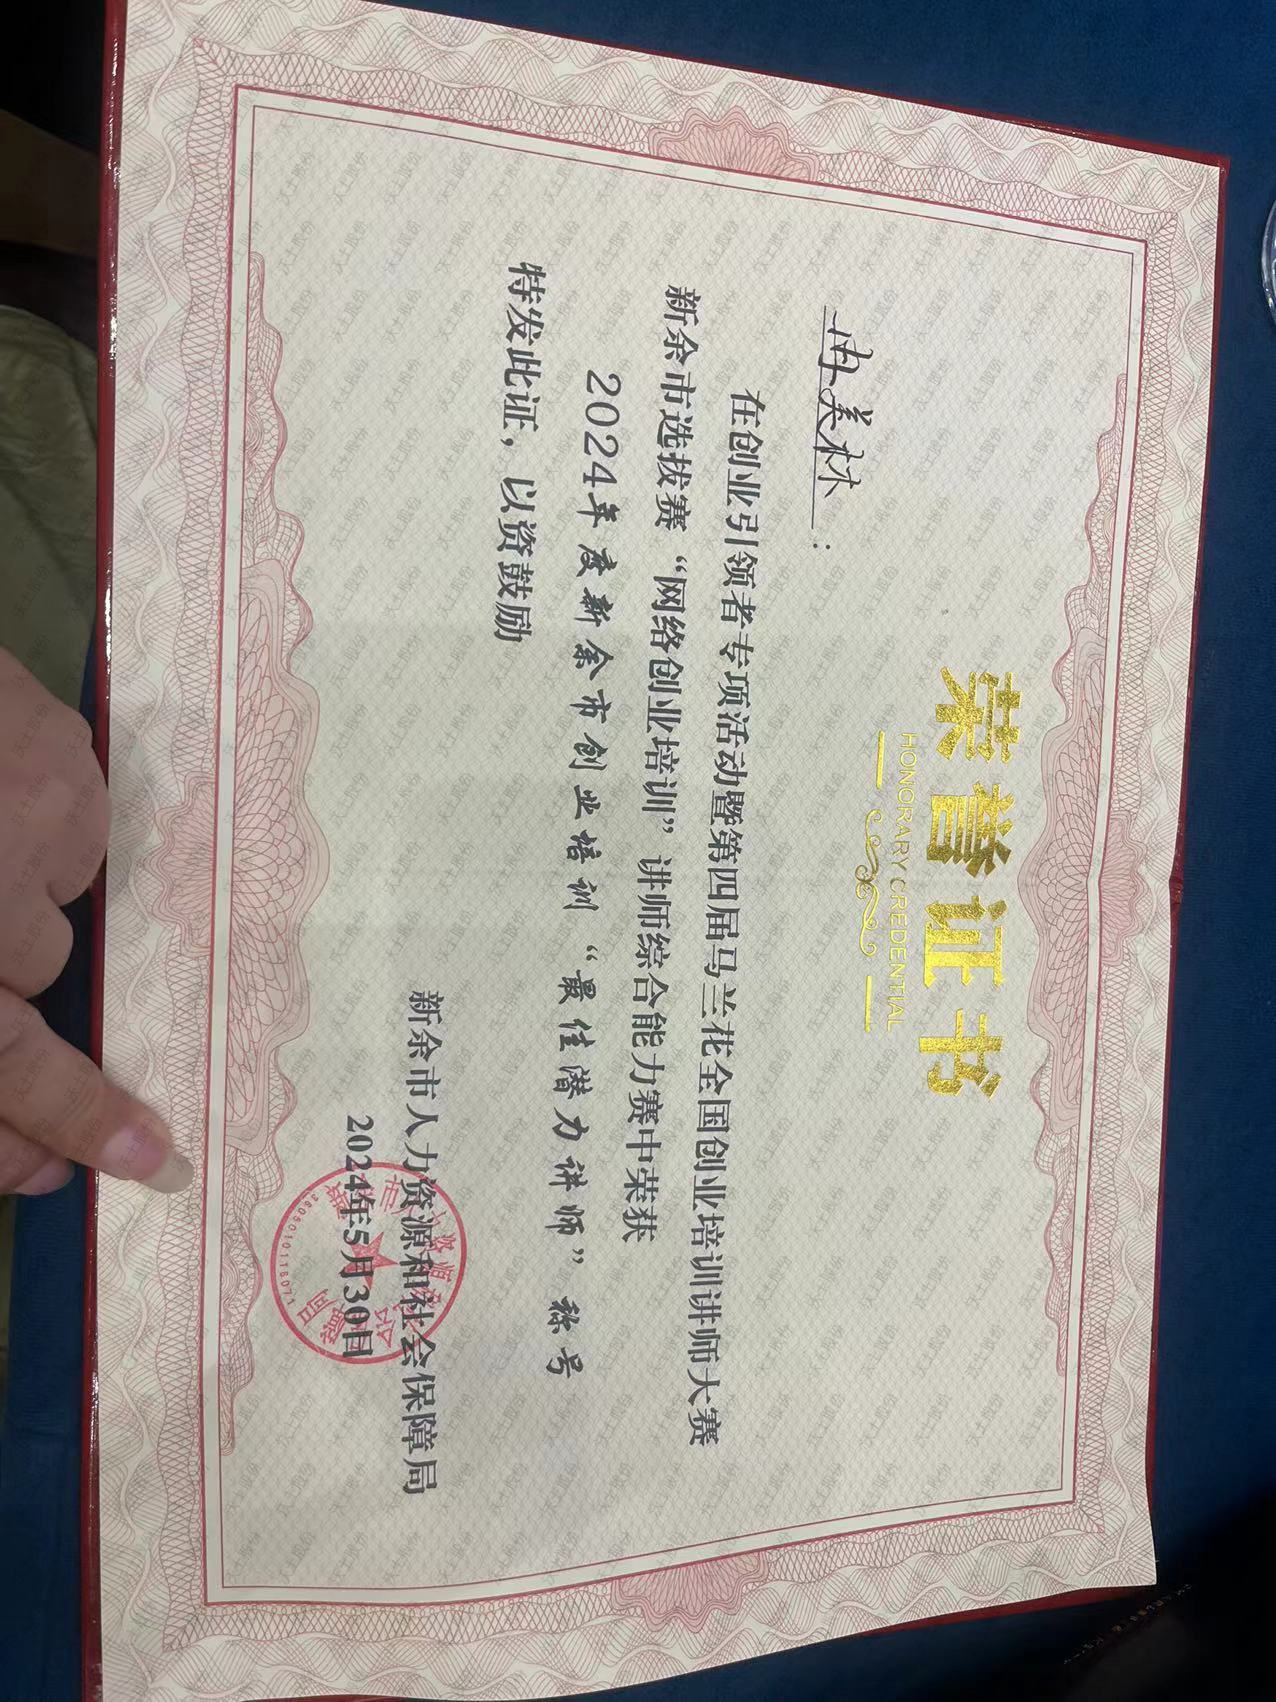 荣誉证书
HONORARY CREDENTIAL
冉美林：
在创业引领者专项活动暨第四届马兰花全国创业培训讲师大赛
新余市选拔赛“网络创业培训”讲师综合能力赛中荣获
2024年度新余市创业培训“最佳潜力讲师”称号
特发此证，以资鼓励
新余市人力资源和社会保障局
2024年5月30日